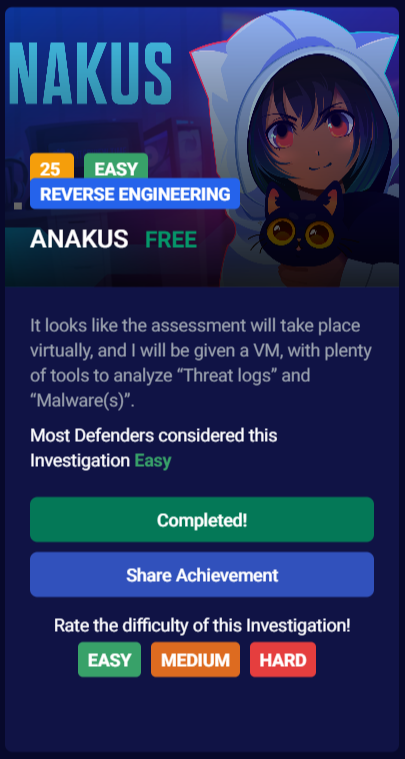 NAKUS
25 EASY
REVERSE ENGINEERING
ANAKUS FREE
It looks like the assessment will take place
virtually, and I will be given a VM, with plenty
of tools to analyze “Threat logs” and
“Malware(s)”.
Most Defenders considered this
Investigation Easy
Completed!
Share Achievement
Rate the difficulty of this Investigation!
EASY MEDIUM HARD